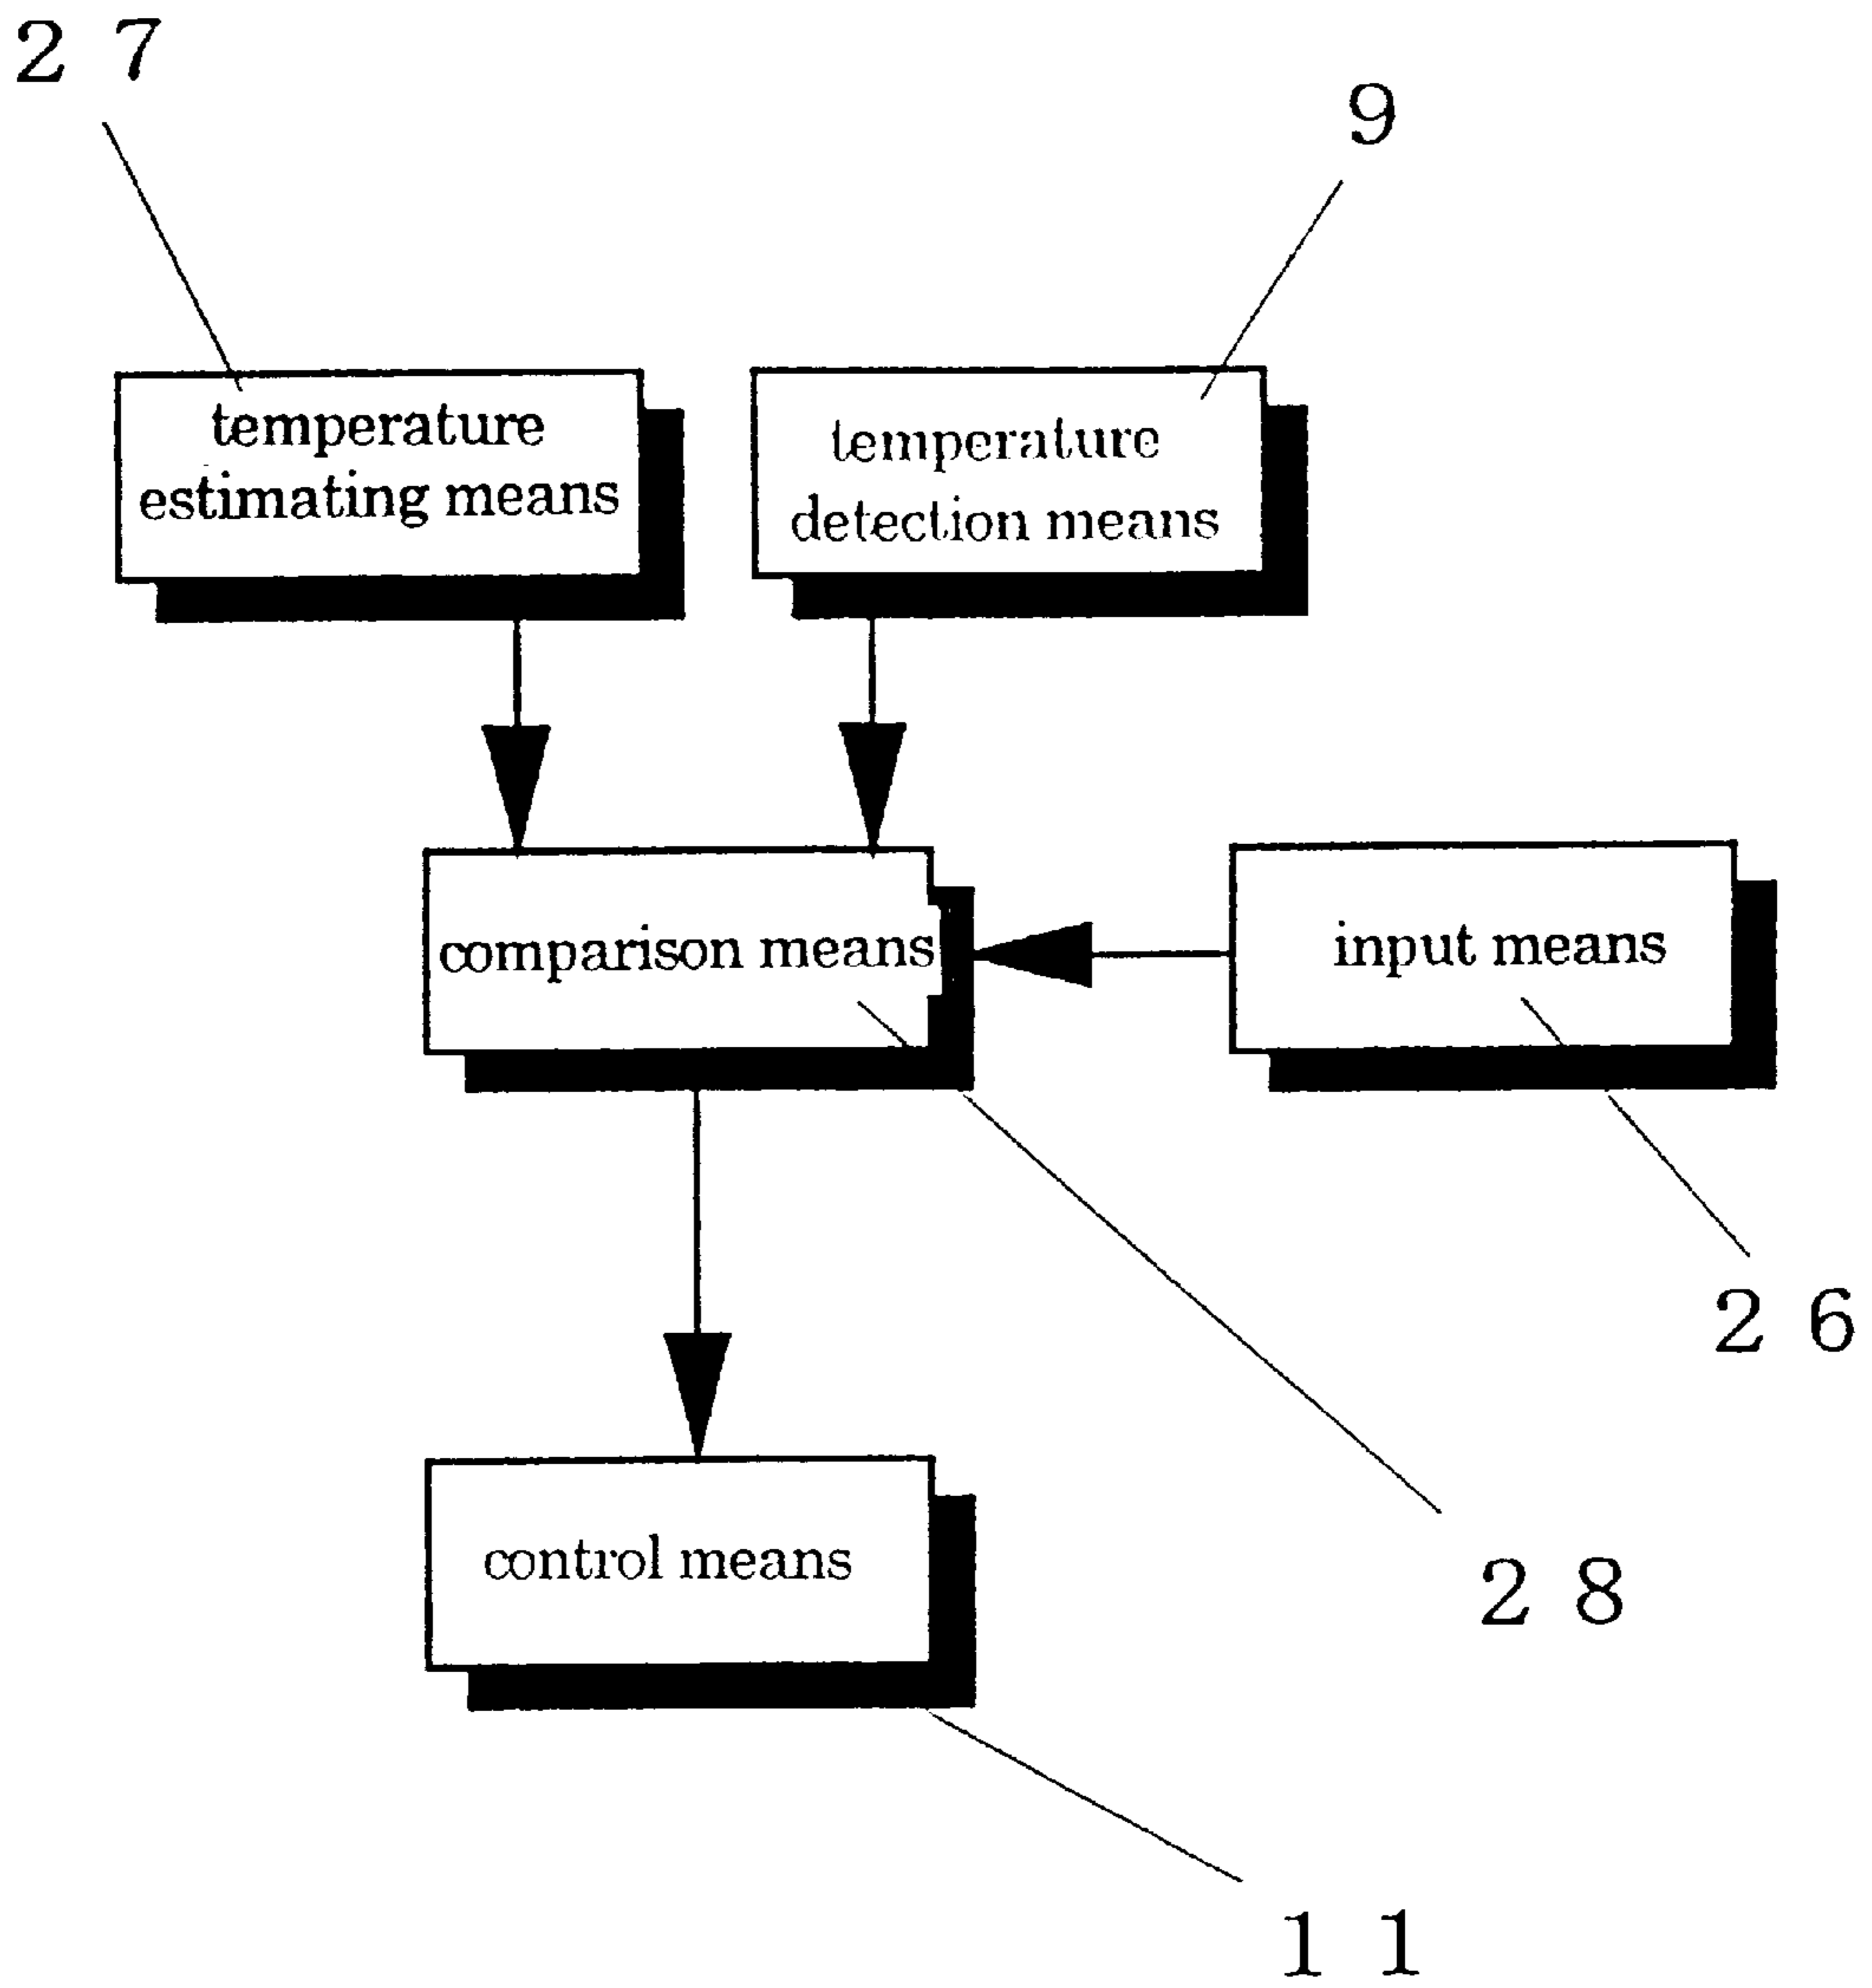 2 7
9
temperature
estimating means
temperature
detection means
comparison means
input means
2 6
control means
2 8
1 1